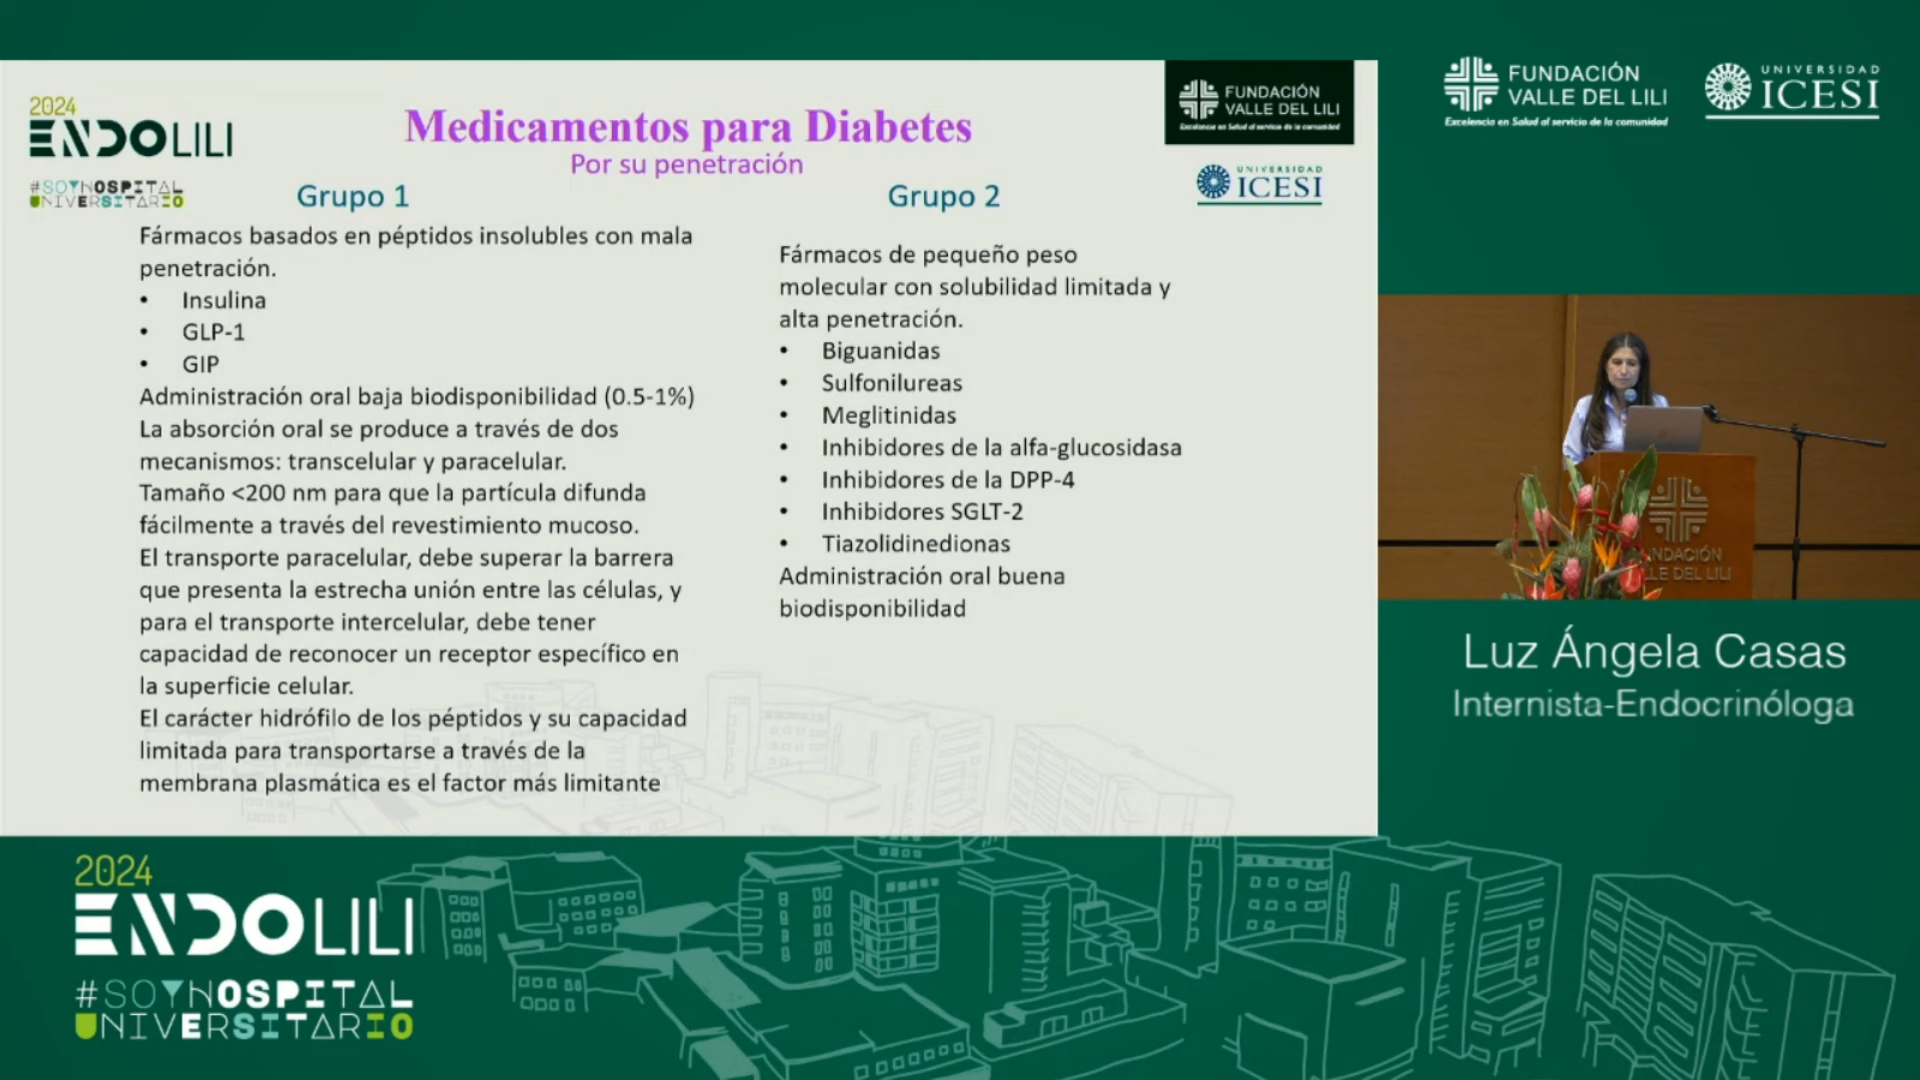 2024
ENDOLILI
#SOYHOSPITAL
UNIVERSITARIO
Medicamentos para Diabetes
Por su penetración
FUNDACIÓN
VALLE DEL LILI
Excelencia en Salud al servicio de la comunidad
UNIVERSIDAD
ICESI
Grupo 1
Fármacos basados en péptidos insolubles con mala
penetración.
• Insulina
• GLP-1
• GIP
Administración oral baja biodisponibilidad (0.5-1%)
La absorción oral se produce a través de dos
mecanismos: transcelular y paracelular.
Tamaño <200 nm para que la partícula difunda
fácilmente a través del revestimiento mucoso.
El transporte paracelular, debe superar la barrera
que presenta la estrecha unión entre las células, y
para el transporte intercelular, debe tener
capacidad de reconocer un receptor específico en
la superficie celular.
El carácter hidrófilo de los péptidos y su capacidad
limitada para transportarse a través de la
membrana plasmática es el factor más limitante
Grupo 2
Fármacos de pequeño peso
molecular con solubilidad limitada y
alta penetración.
• Biguanidas
• Sulfonilureas
• Meglitinidas
• Inhibidores de la alfa-glucosidasa
• Inhibidores de la DPP-4
• Inhibidores SGLT-2
• Tiazolidinedionas
Administración oral buena
biodisponibilidad
FUNDACIÓN
VALLE DEL LILI
Excelencia en Salud al servicio de la comunidad
UNIVERSIDAD
ICESI
DEL LILI
Luz Ángela Casas
Internista-Endocrinóloga
2024
ENDOLILI
#SOYHOSPITAL
UNIVERSITARIO